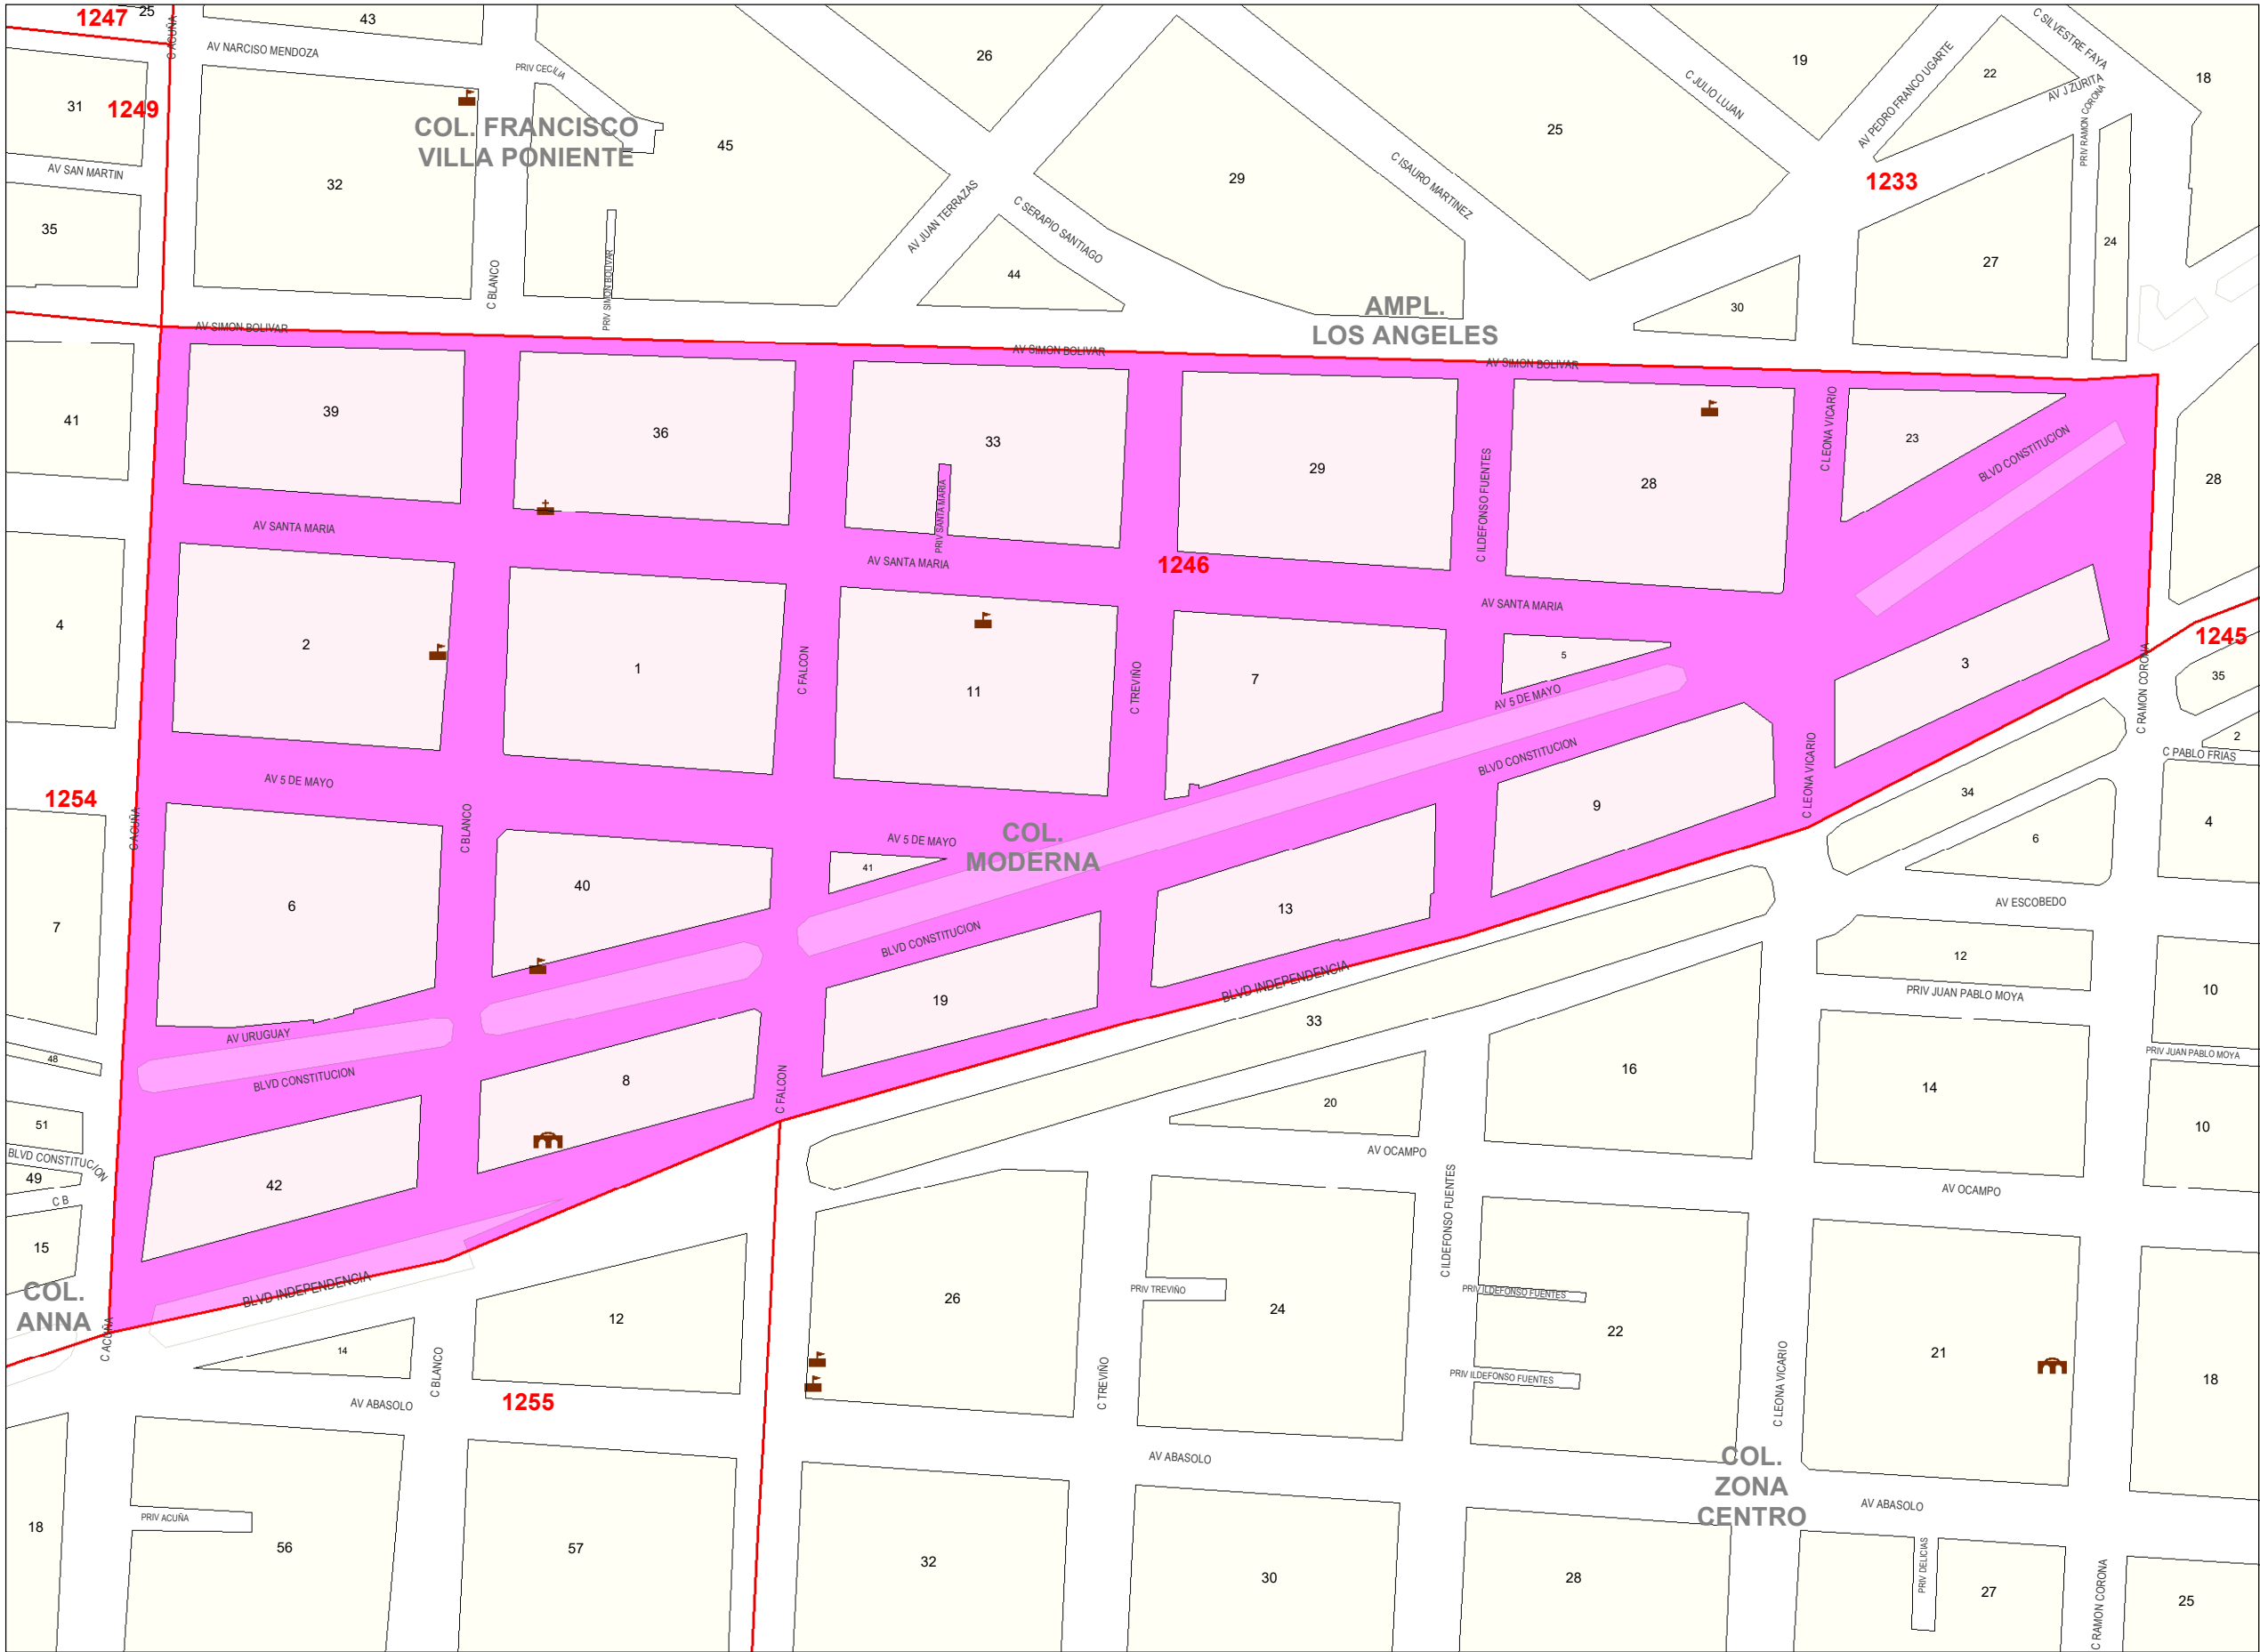 1247
25
C ACUÑA
43
AV NARCISO MENDOZA
PRIV CECILIA
26
19
C SILVESTRE FAYA
22
AV J ZURITA
18
31
1249
COL. FRANCISCO
VILLA PONIENTE
45
C JULIO LUJAN
AV PEDRO FRANCO UGARTE
PRIV RAMON CORONA
25
AV SAN MARTIN
32
29
C ISAURO MARTINEZ
1233
35
AV JUAN TERRAZAS
C SERAPIO SANTIAGO
24
27
C BLANCO
PRIV SIMON BOLIVAR
44
AMPL.
LOS ANGELES
30
AV SIMON BOLIVAR
AV SIMON BOLIVAR
AV SIMON BOLIVAR
41
39
36
33
29
C ILDEFONSO FUENTES
28
C LEONA VICARIO
23
BLVD CONSTITUCION
28
AV SANTA MARIA
PRIV SANTA MARIA
AV SANTA MARIA
1246
AV SANTA MARIA
4
2
1
C FALCON
11
C TREVIÑO
7
5
AV 5 DE MAYO
3
1245
35
C RAMON CORONA
2
C PABLO FRIAS
BLVD CONSTITUCION
C LEONA VICARIO
AV 5 DE MAYO
1254
C ACUÑA
C BLANCO
AV 5 DE MAYO
COL.
MODERNA
9
34
6
4
41
40
6
7
13
19
BLVD CONSTITUCION
AV ESCOBEDO
12
PRIV JUAN PABLO MOYA
10
BLVD INDEPENDENCIA
33
AV URUGUAY
48
BLVD CONSTITUCION
8
C FALCON
16
14
PRIV JUAN PABLO MOYA
20
51
10
BLVD CONSTITUCION
49
C B
42
AV OCAMPO
C ILDEFONSO FUENTES
AV OCAMPO
15
COL.
ANNA
BLVD INDEPENDENCIA
C ACUÑA
12
26
PRIV TREVIÑO
24
PRIV ILDEFONSO FUENTES
22
14
C BLANCO
C TREVIÑO
PRIV ILDEFONSO FUENTES
C LEONA VICARIO
21
18
AV ABASOLO
1255
AV ABASOLO
COL.
ZONA
CENTRO
AV ABASOLO
18
PRIV ACUÑA
56
57
32
30
28
PRIV DELICIAS
27
C RAMON CORONA
25